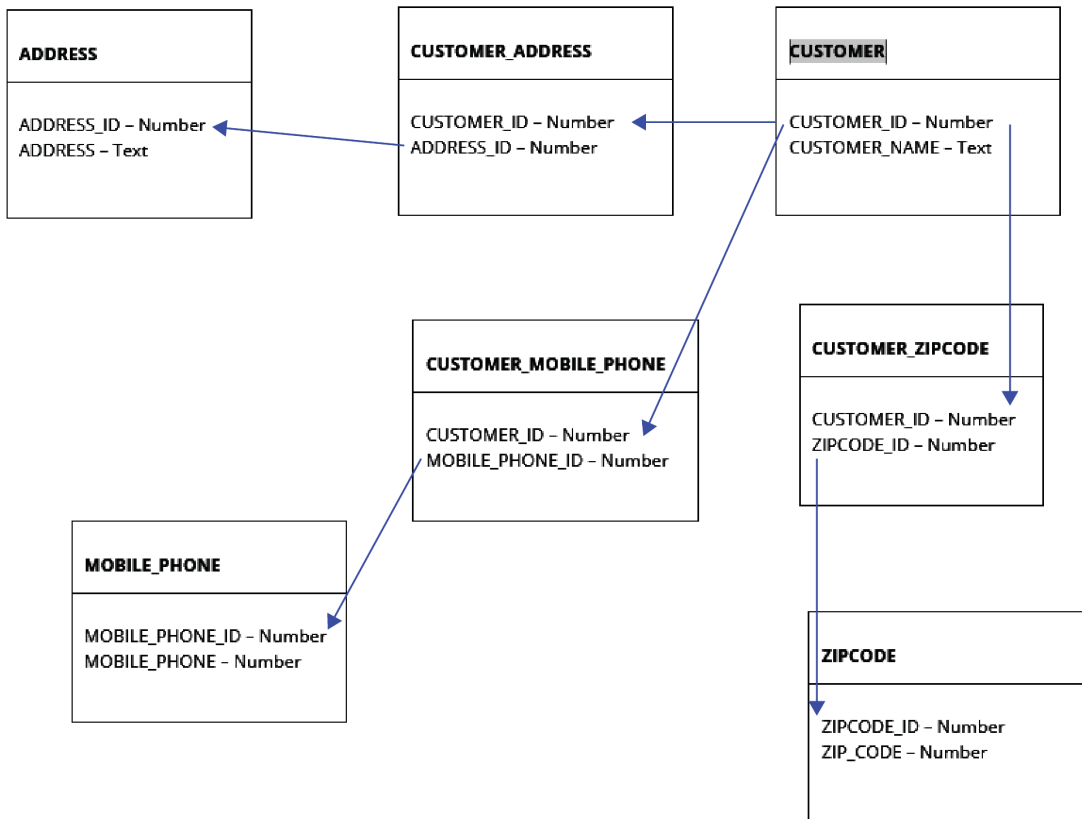 ADDRESS
ADDRESS_ID – Number
ADDRESS – Text
CUSTOMER_ADDRESS
CUSTOMER_ID – Number
ADDRESS_ID – Number
CUSTOMER
CUSTOMER_ID – Number
CUSTOMER_NAME – Text
CUSTOMER_MOBILE_PHONE
CUSTOMER_ID – Number
MOBILE_PHONE_ID – Number
CUSTOMER_ZIPCODE
CUSTOMER_ID – Number
ZIPCODE_ID – Number
MOBILE_PHONE
MOBILE_PHONE_ID – Number
MOBILE_PHONE – Number
ZIPCODE
ZIPCODE_ID – Number
ZIP_CODE – Number